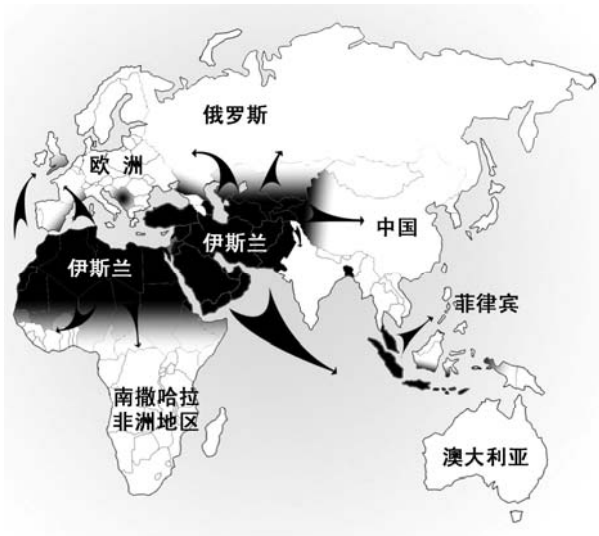 俄罗斯
欧 洲
伊斯兰
中国
伊斯兰
菲律宾
南撒哈拉
非洲地区
澳大利亚